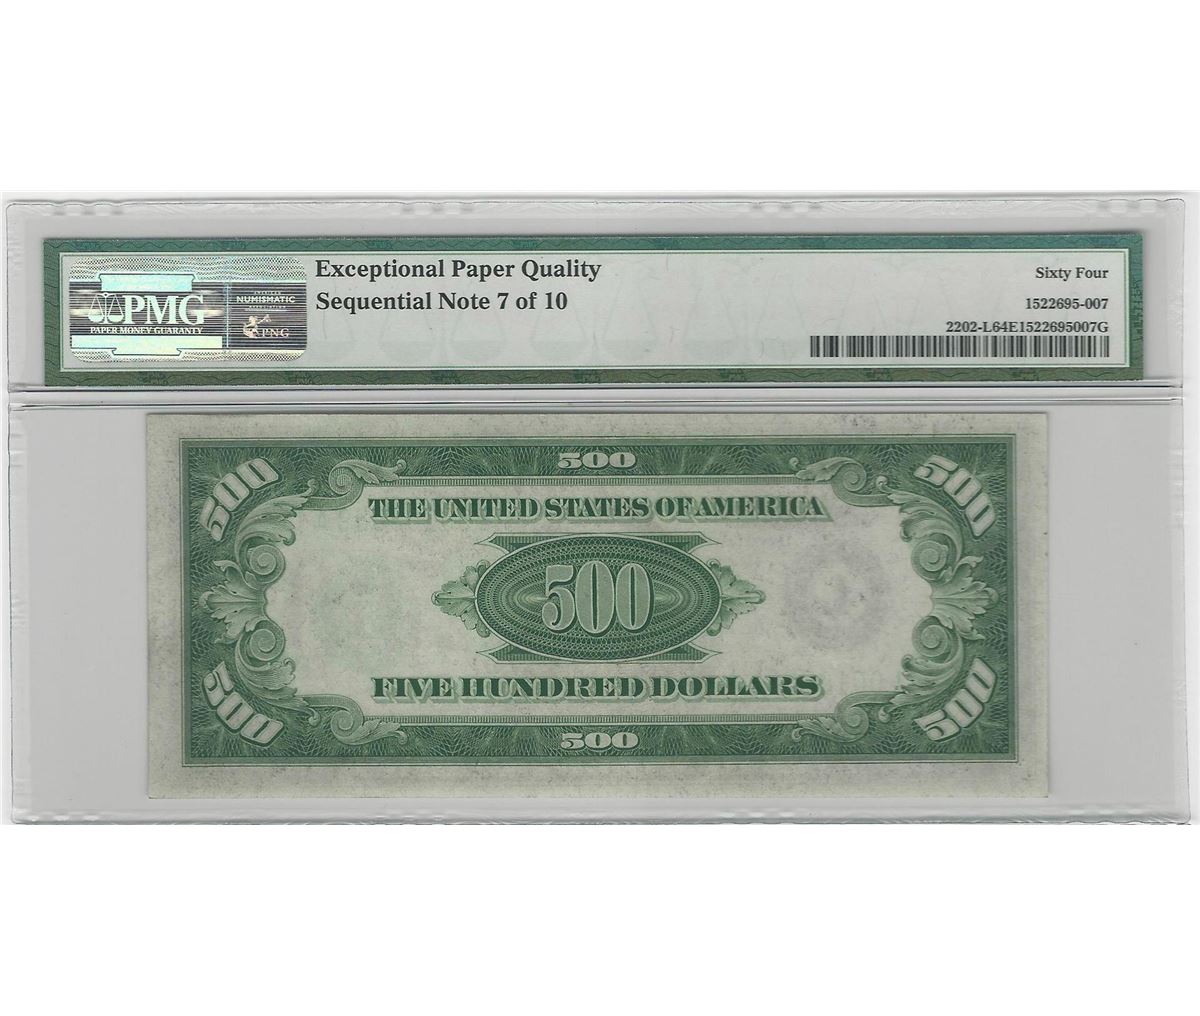 PMG
PAPER MONEY GUARANTY
NUMISMATIC
PNG
Exceptional Paper Quality
Sequential Note 7 of 10
Sixty Four
1522695-007
2202-L64E1522695007G
500
500
500
THE UNITED STATES OF AMERICA
500
FIVE HUNDRED DOLLARS
500
500
500